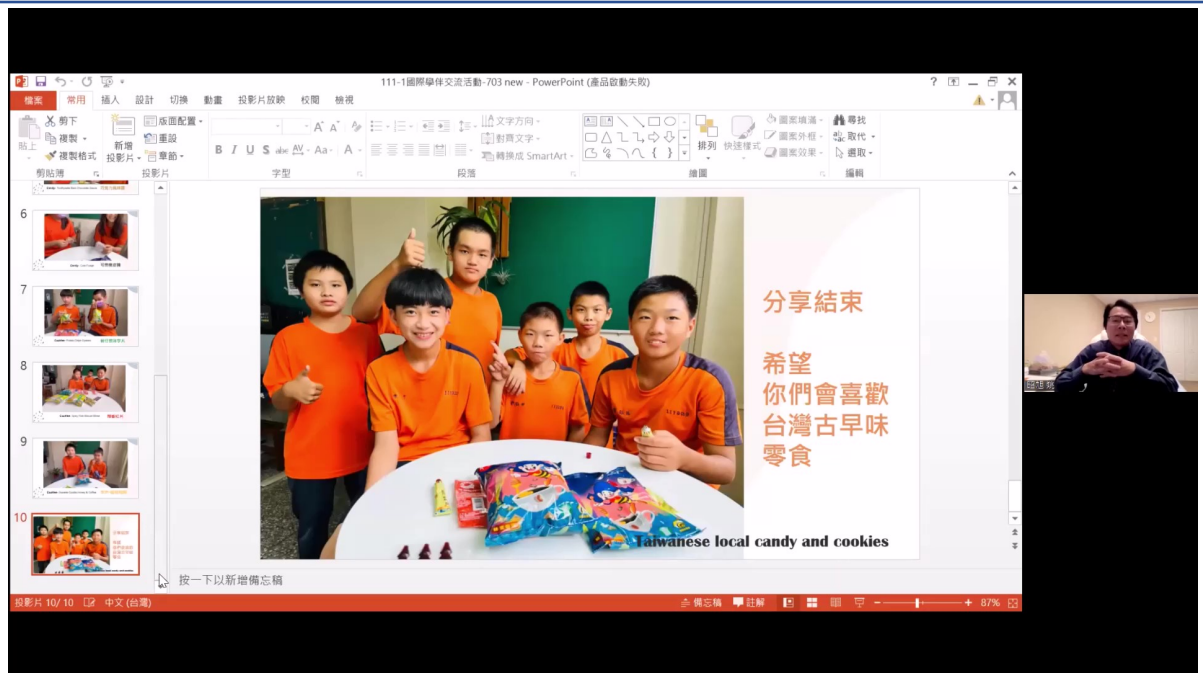 111-1國際學伴交流活動-703 new - PowerPoint (產品啟動失敗)
檔案 常用 插入 設計 切換 動畫 投影片放映 校閱 檢視
貼上
剪下
複製
複製格式
剪貼簿
新增
投影片
版面配置
重設
章節
投影片
B I U S abc AV Aa A
字型
文字方向
對齊文字
轉換成 SmartArt
段落
排列
快速樣式
圖案填滿
圖案外框
圖案效果
繪圖
尋找
取代
選取
編輯
6
7
8
9
10
分享結束
希望
你們會喜歡
台灣古早味
零食
Taiwanese local candy and cookies
按一下以新增備忘稿
投影片 10/10 中文 (台灣)
備忘稿 註解 87%